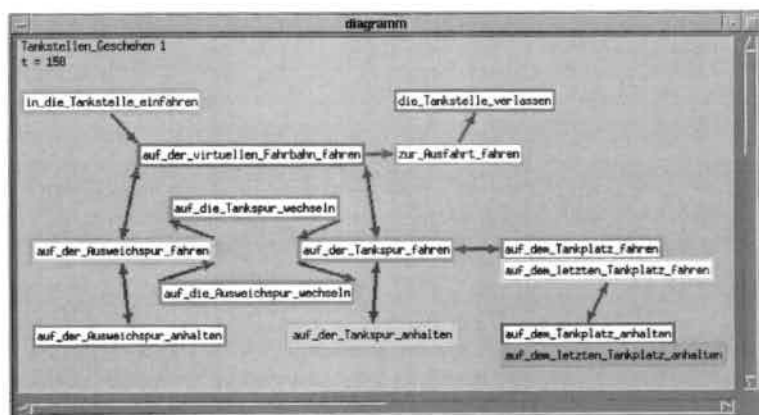 diagramm
Tankstellen_Geschehen 1
t = 158
in_die_Tankstelle_einfahren
die_Tankstelle_verlassen
auf_der_virtuellen_Fahrbahn_fahren
zur_Ausfahrt_fahren
auf_die_Tankspur_wechseln
auf_der_Ausweichspur_fahren
auf_der_Tankspur_fahren
auf_dem_Tankplatz_fahren
auf_dem_letzten_Tankplatz_fahren
auf_die_Ausweichspur_wechseln
auf_der_Ausweichspur_anhalten
auf_der_Tankspur_anhalten
auf_dem_Tankplatz_anhalten
auf_dem_letzten_Tankplatz_anhalten